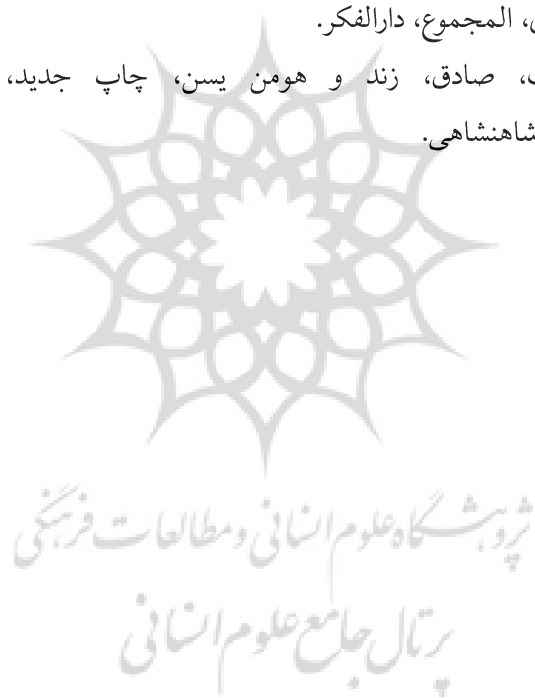 ، المجموع، دارالفکر.
، صادق، زند و هومن یسن، چاپ جدید،
شاهنشاهی.
پژوهشگاه علوم انسانی و مطالعات فرهنگی
پرتال جامع علوم انسانی